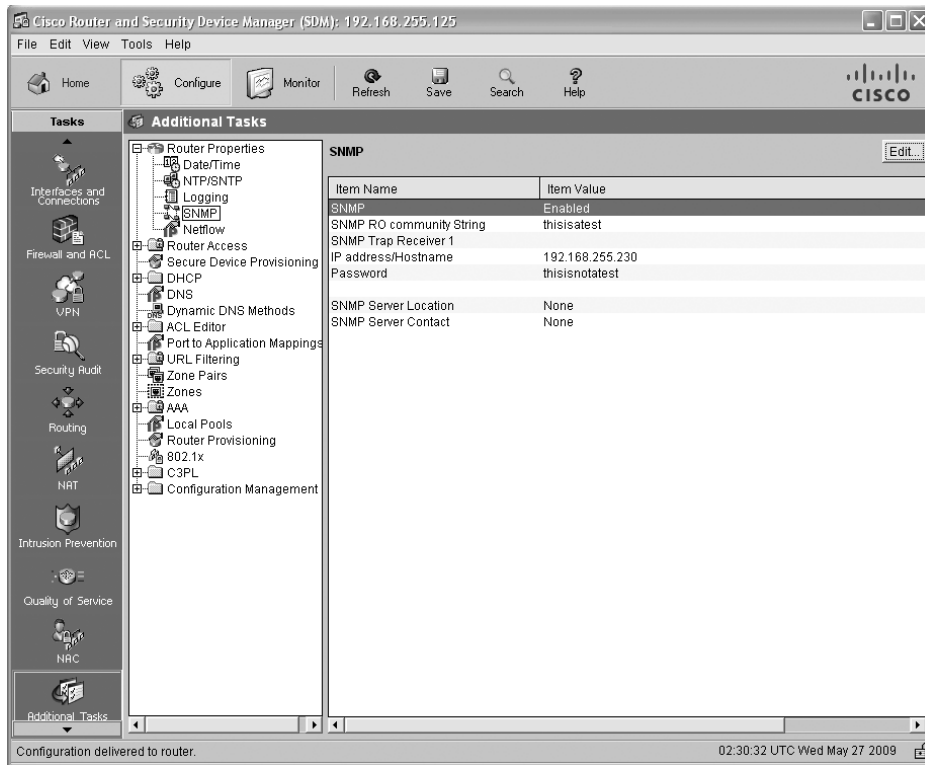 Cisco Router and Security Device Manager (SDM): 192.168.255.125
File Edit View Tools Help
Home Configure Monitor Refresh Save Search Help
CISCO
Tasks
Additional Tasks
Interfaces and Connections
Firewall and ACL
VPN
Security Audit
Routing
NAT
Intrusion Prevention
Quality of Service
NAC
Additional Tasks
Router Properties
Date/Time
NTP/SNTP
Logging
SNMP
Netflow
Router Access
Secure Device Provisioning
DHCP
DNS
Dynamic DNS Methods
ACL Editor
Port to Application Mappings
URL Filtering
Zone Pairs
Zones
AAA
Local Pools
Router Provisioning
802.1x
C3PL
Configuration Management
SNMP
Edit...
Item Name Item Value
SNMP Enabled
SNMP RO community String thisisatest
SNMP Trap Receiver 1
IP address/Hostname 192.168.255.230
Password thisisnotatest
SNMP Server Location None
SNMP Server Contact None
Configuration delivered to router.
02:30:32 UTC Wed May 27 2009